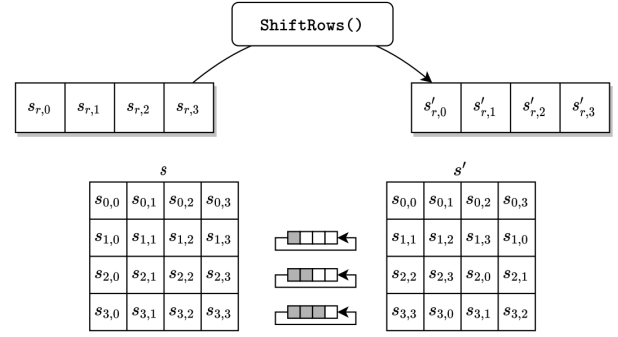 ShiftRows()
s_{r,0} s_{r,1} s_{r,2} s_{r,3} s'_{r,0} s'_{r,1} s'_{r,2} s'_{r,3}
s s'
s_{0,0} s_{0,1} s_{0,2} s_{0,3} s_{0,0} s_{0,1} s_{0,2} s_{0,3}
s_{1,0} s_{1,1} s_{1,2} s_{1,3} s_{1,1} s_{1,2} s_{1,3} s_{1,0}
s_{2,0} s_{2,1} s_{2,2} s_{2,3} s_{2,2} s_{2,3} s_{2,0} s_{2,1}
s_{3,0} s_{3,1} s_{3,2} s_{3,3} s_{3,3} s_{3,0} s_{3,1} s_{3,2}